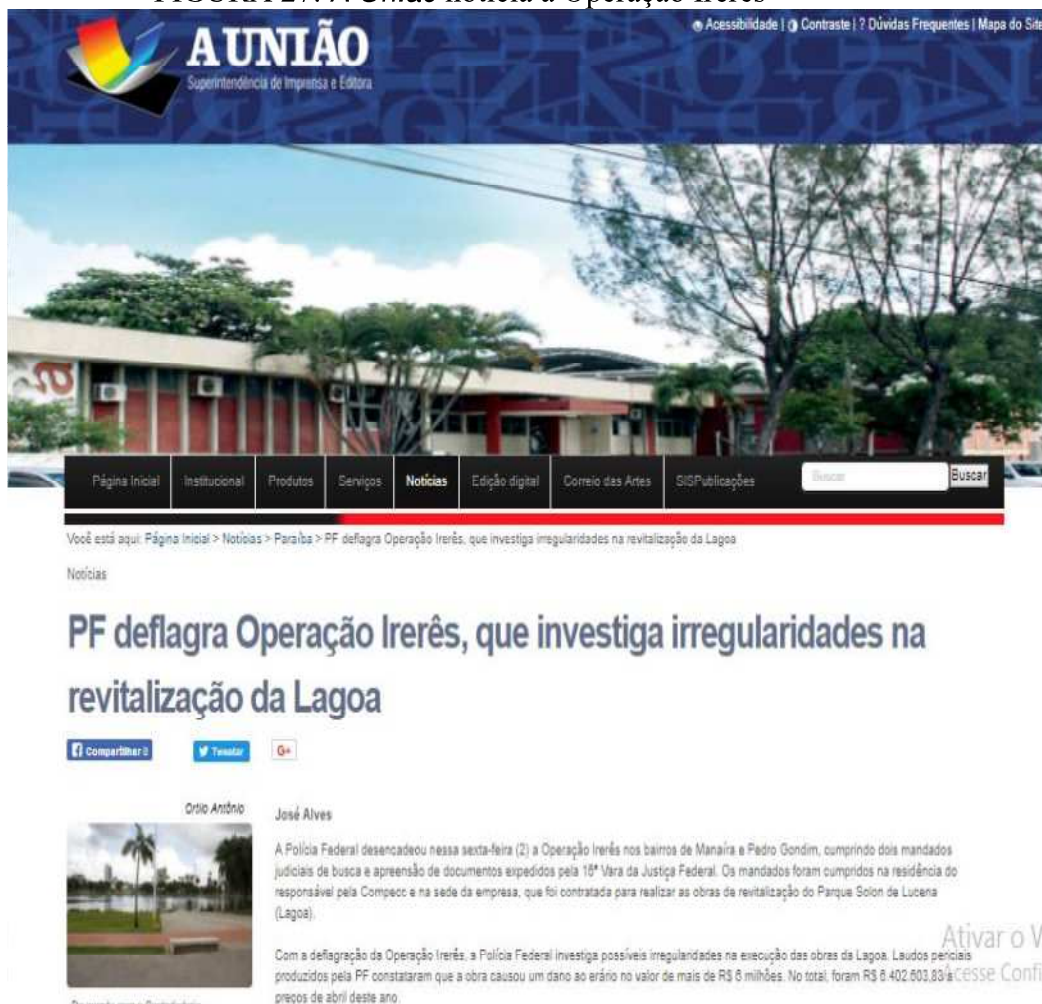 FIGURA 27: A União noticia a Operação Irerês
Acessibilidade | Contraste | ? Dúvidas Frequentes | Mapa do Site
A UNIÃO
Superintendência de Imprensa e Editora
Página Inicial Institucional Produtos Serviços Notícias Edição digital Correio das Artes SISPublicações Buscar Buscar
Você está aqui: Página Inicial > Notícias > Paraíba > PF deflagra Operação Irerês, que investiga irregularidades na revitalização da Lagoa
Notícias
PF deflagra Operação Irerês, que investiga irregularidades na
revitalização da Lagoa
Compartilhar 0 Tweetar G+
Ortilo Antônio
José Alves
A Polícia Federal desencadeou nessa sexta-feira (2) a Operação Irerês nos bairros de Manaíra e Pedro Gondim, cumprindo dois mandados
judiciais de busca e apreensão de documentos expedidos pela 16ª Vara da Justiça Federal. Os mandados foram cumpridos na residência do
responsável pela Compecc e na sede da empresa, que foi contratada para realizar as obras de revitalização do Parque Solon de Lucena
(Lagoa).
Com a deflagração da Operação Irerês, a Polícia Federal investiga possíveis irregularidades na execução das obras da Lagoa. Laudos periciais
produzidos pela PF constataram que a obra causou um dano ao erário no valor de mais de R$ 6 milhões. No total, foram R$ 6.402.603,83 a
preços de abril deste ano.
Ativar o W
Acesse Confi